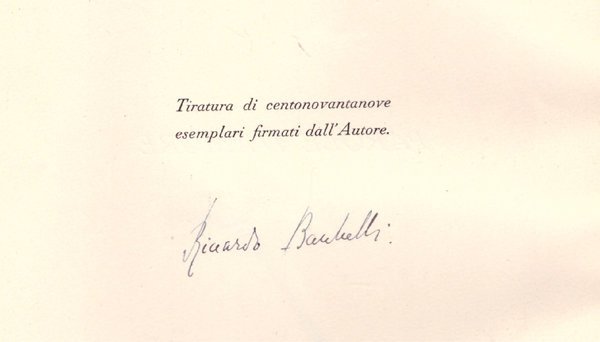 Tiratura di centonovantanove
esemplari firmati dall'Autore.
Riccardo Bacchelli.